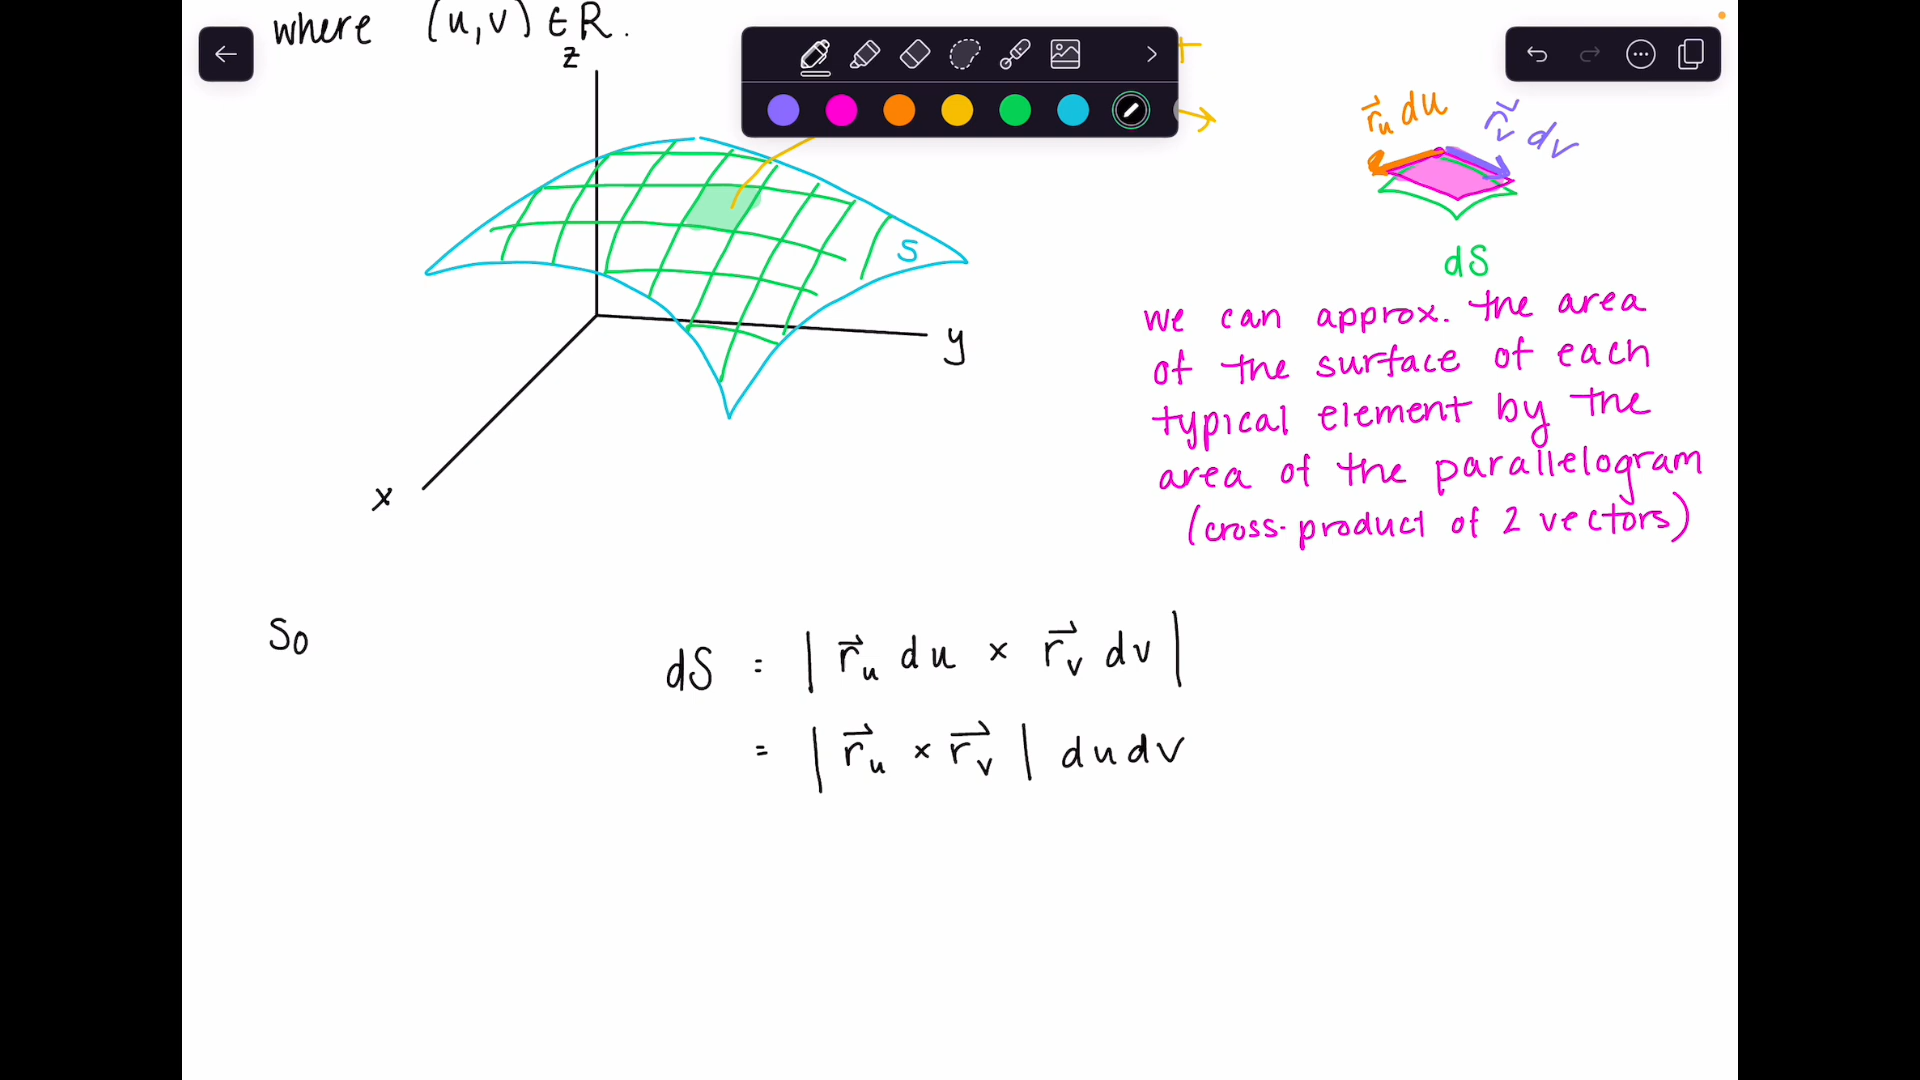 where (u,v) ∈ R.
z
r⃗ᵤ du r⃗ᵥ dv
S
dS
y
x
we can approx. the area
of the surface of each
typical element by the
area of the parallelogram
(cross-product of 2 vectors)
So dS = | r⃗ᵤ du × r⃗ᵥ dv |
= | r⃗ᵤ × r⃗ᵥ | du dv